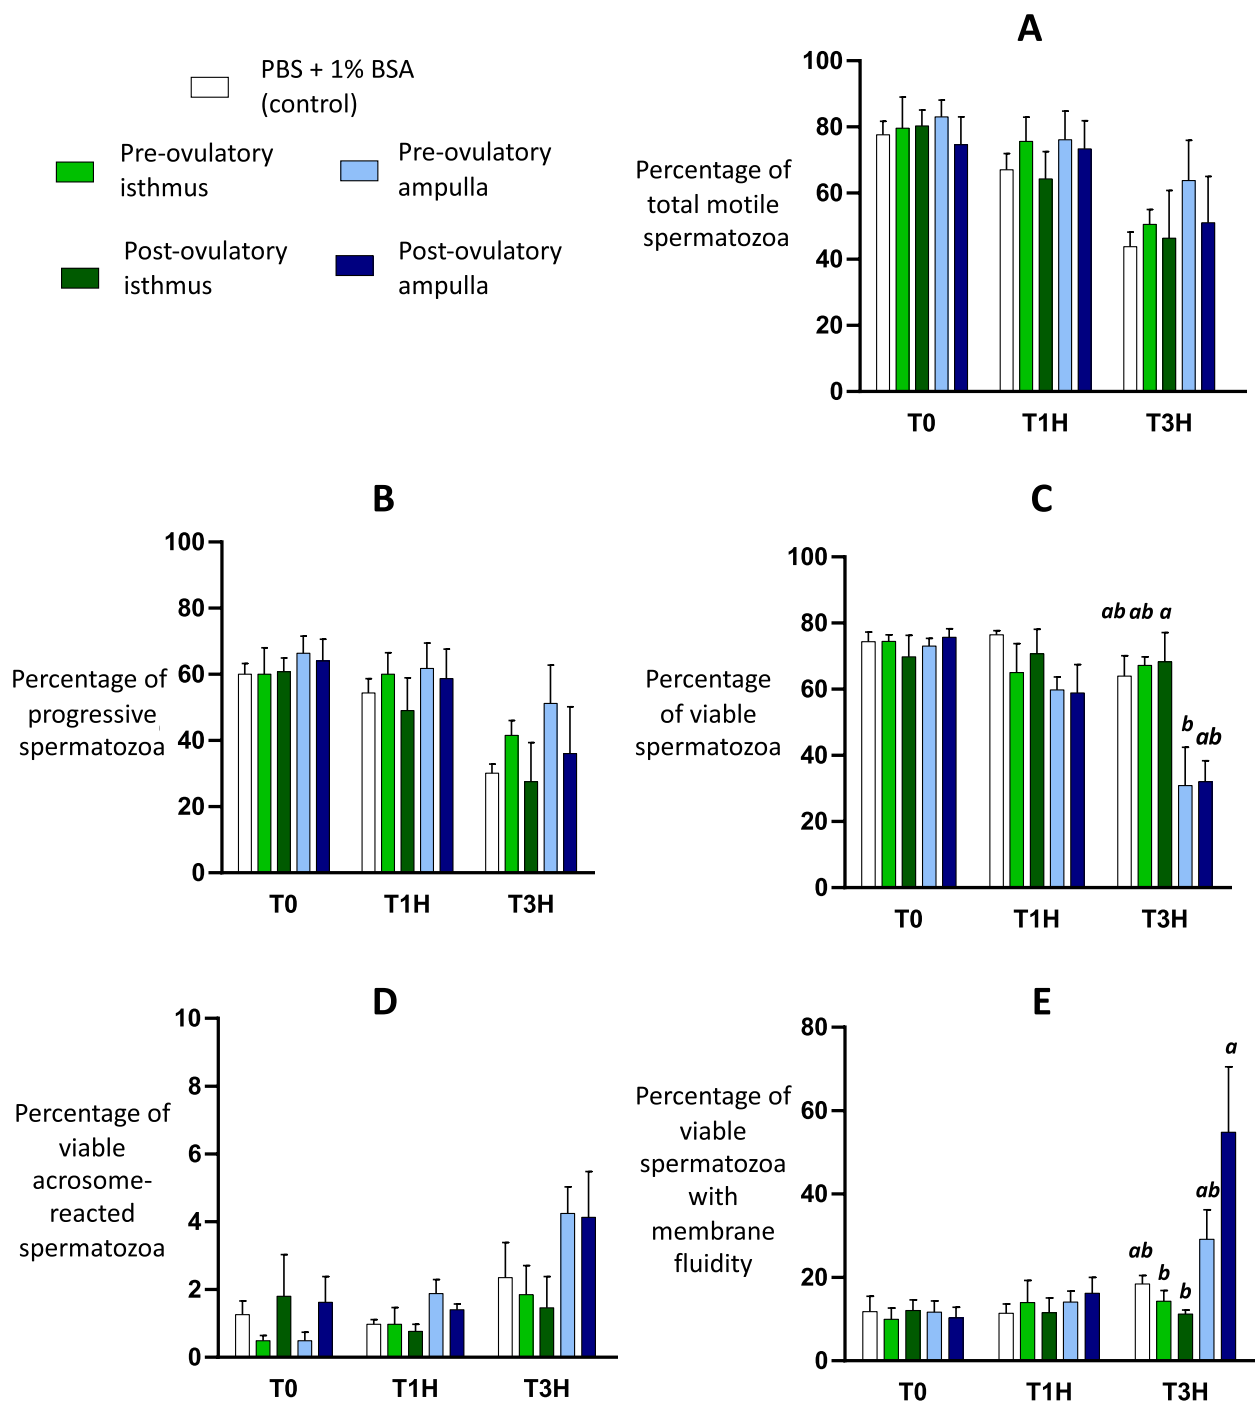 PBS + 1% BSA
(control)
Pre-ovulatory
isthmus
Pre-ovulatory
ampulla
Post-ovulatory
isthmus
Post-ovulatory
ampulla
A
Percentage of
total motile
spermatozoa
100
80
60
40
20
0
T0 T1H T3H
B
Percentage of
progressive
spermatozoa
100
80
60
40
20
0
T0 T1H T3H
C
Percentage
of viable
spermatozoa
100
80
60
40
20
0
ab ab a
b
ab
T0 T1H T3H
D
Percentage of
viable
acrosome-
reacted
spermatozoa
10
8
6
4
2
0
T0 T1H T3H
E
Percentage of
viable
spermatozoa
with
membrane
fluidity
80
60
40
20
0
a
ab
ab
b
b
T0 T1H T3H